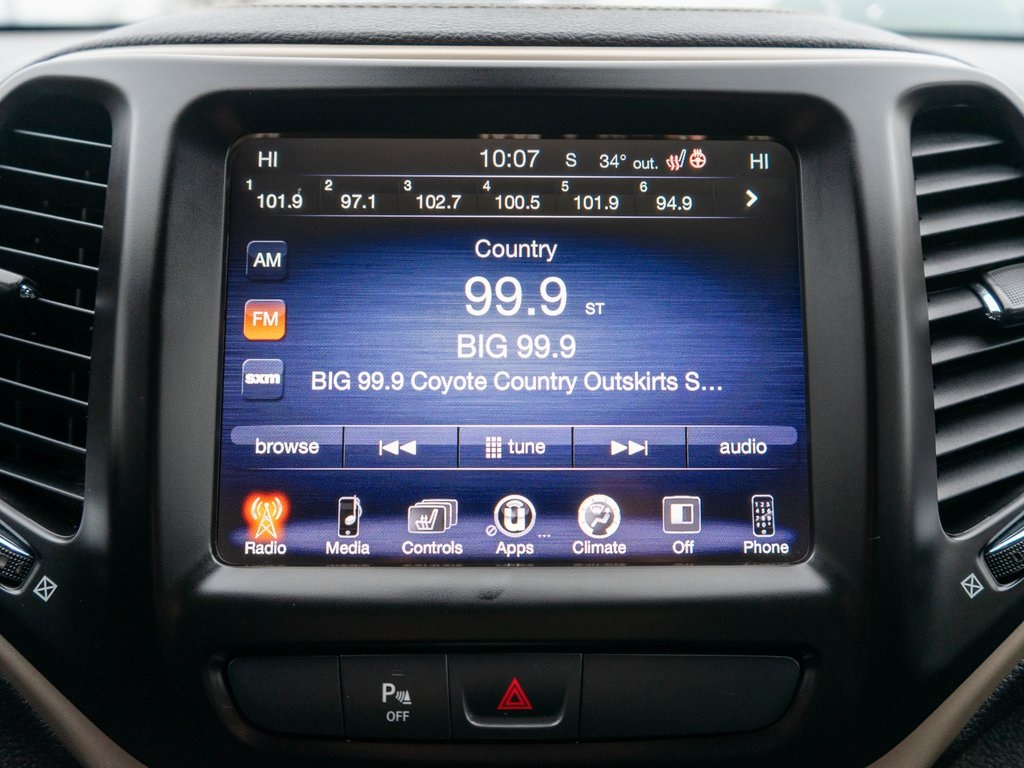 HI 10:07 S 34° out. HI
1 101.9 2 97.1 3 102.7 4 100.5 5 101.9 6 94.9
AM
FM
sxm
Country
99.9 ST
BIG 99.9
BIG 99.9 Coyote Country Outskirts S...
browse tune audio
Radio Media Controls Apps Climate Off Phone
P
OFF